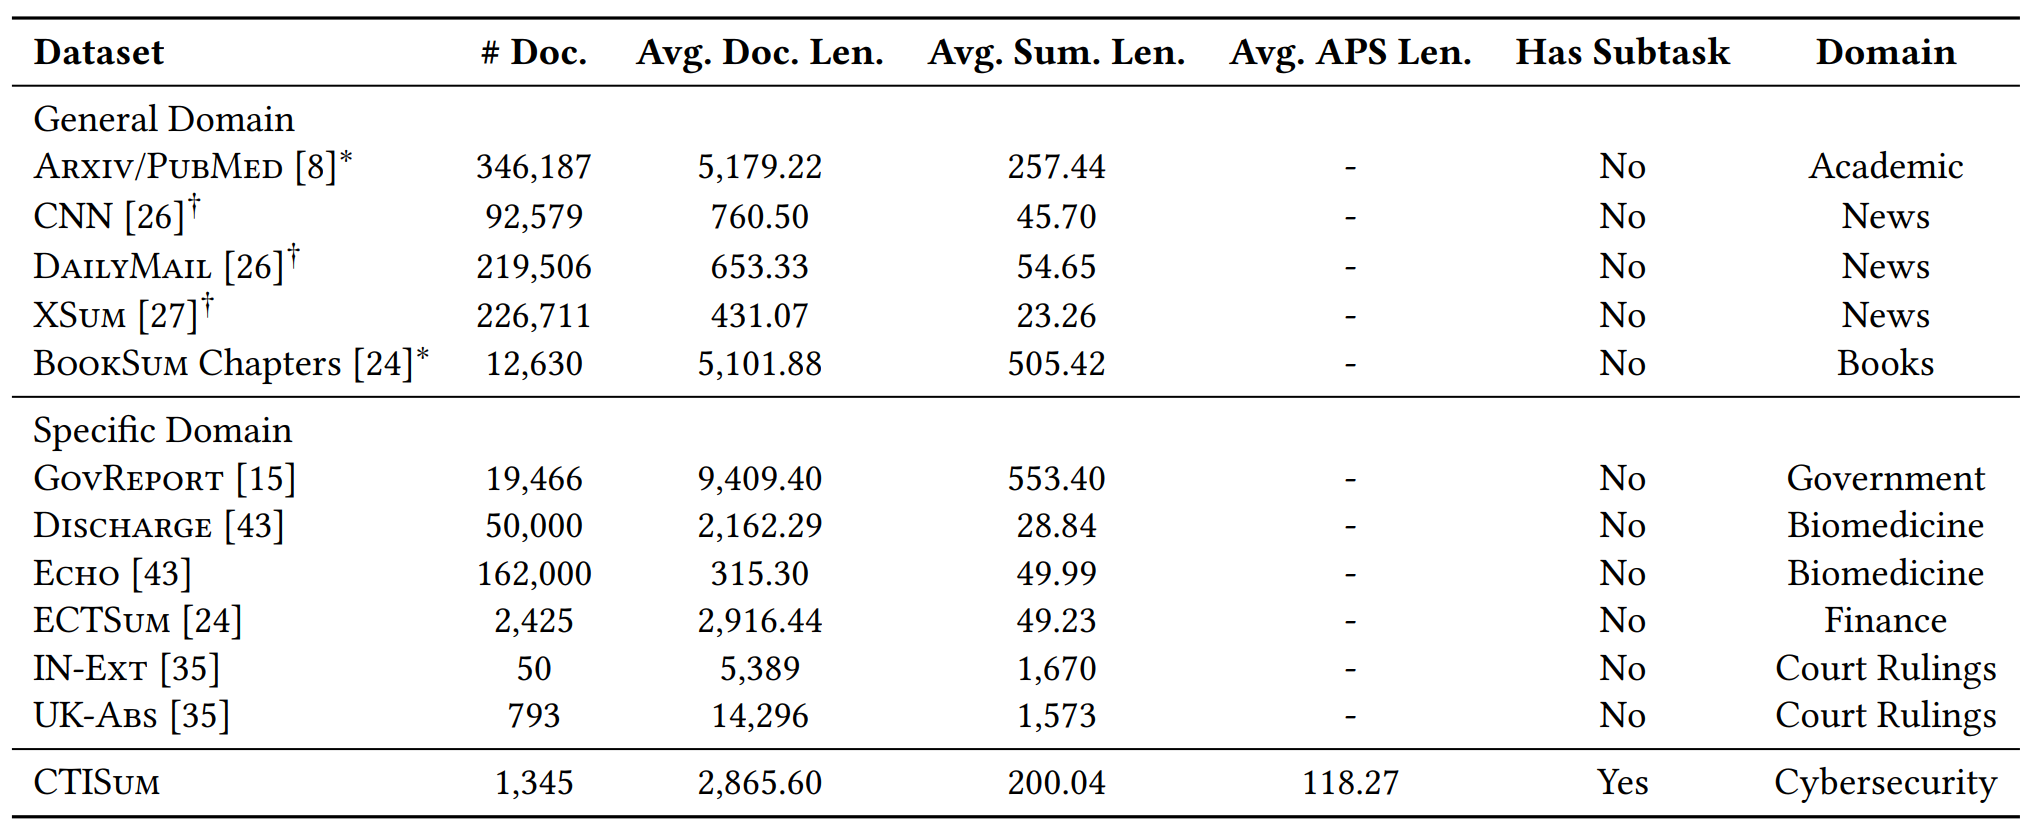 Dataset # Doc. Avg. Doc. Len. Avg. Sum. Len. Avg. APS Len. Has Subtask Domain
General Domain
ARXIV/PUBMED [8]* 346,187 5,179.22 257.44 - No Academic
CNN [26]† 92,579 760.50 45.70 - No News
DAILYMAIL [26]† 219,506 653.33 54.65 - No News
XSUM [27]† 226,711 431.07 23.26 - No News
BOOKSUM Chapters [24]* 12,630 5,101.88 505.42 - No Books
Specific Domain
GOVREPORT [15] 19,466 9,409.40 553.40 - No Government
DISCHARGE [43] 50,000 2,162.29 28.84 - No Biomedicine
ECHO [43] 162,000 315.30 49.99 - No Biomedicine
ECTSUM [24] 2,425 2,916.44 49.23 - No Finance
IN-EXT [35] 50 5,389 1,670 - No Court Rulings
UK-ABS [35] 793 14,296 1,573 - No Court Rulings
CTISUM 1,345 2,865.60 200.04 118.27 Yes Cybersecurity